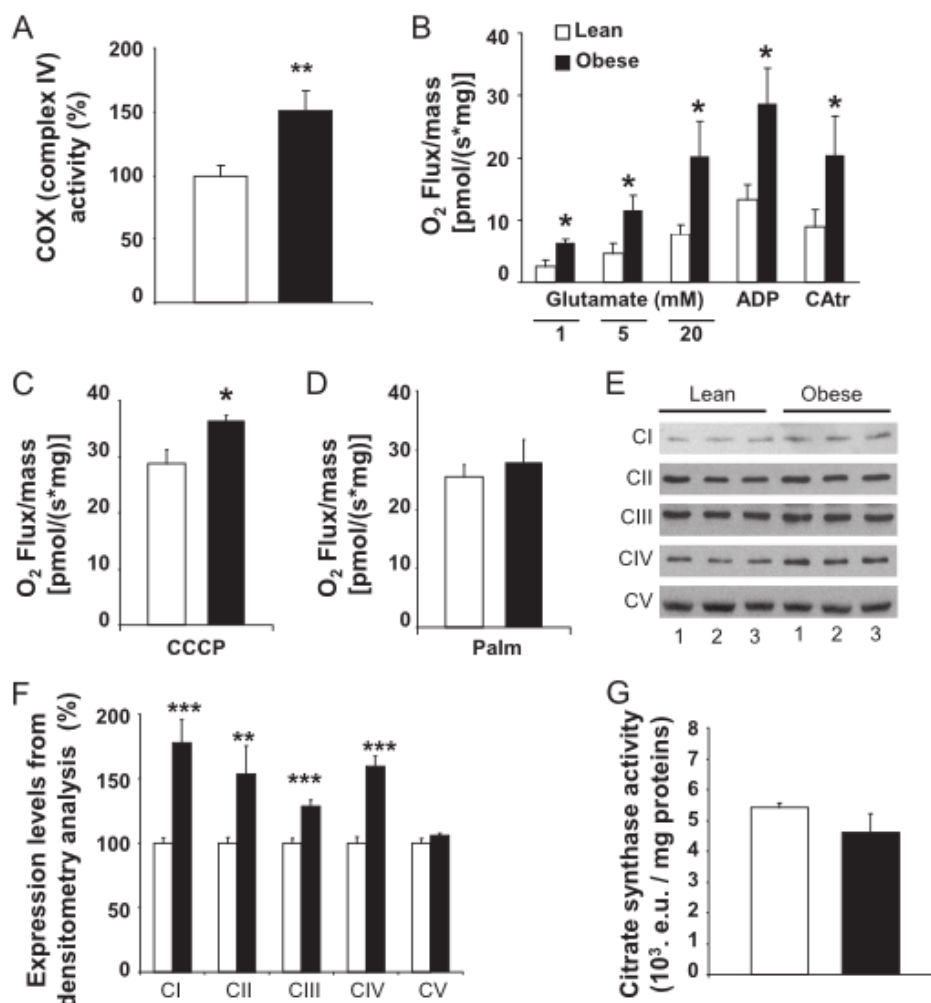 A
COX (complex IV)
activity (%)
200
150
100
50
0
**
B
O2 Flux/mass
[pmol/(s*mg)]
40
30
20
10
0
Lean
Obese
*
*
*
*
*
Glutamate (mM)
ADP
CAtr
1
5
20
C
O2 Flux/mass
[pmol/(s*mg)]
40
30
20
10
0
*
CCCP
D
O2 Flux/mass
[pmol/(s*mg)]
40
30
20
10
0
Palm
E
Lean
Obese
CI
CII
CIII
CIV
CV
1 2 3 1 2 3
F
Expression levels from
densitometry analysis (%)
200
150
100
50
0
***
**
***
***
CI
CII
CIII
CIV
CV
G
Citrate synthase activity
(10³. e.u. / mg proteins)
8
7
6
5
4
3
2
1
0